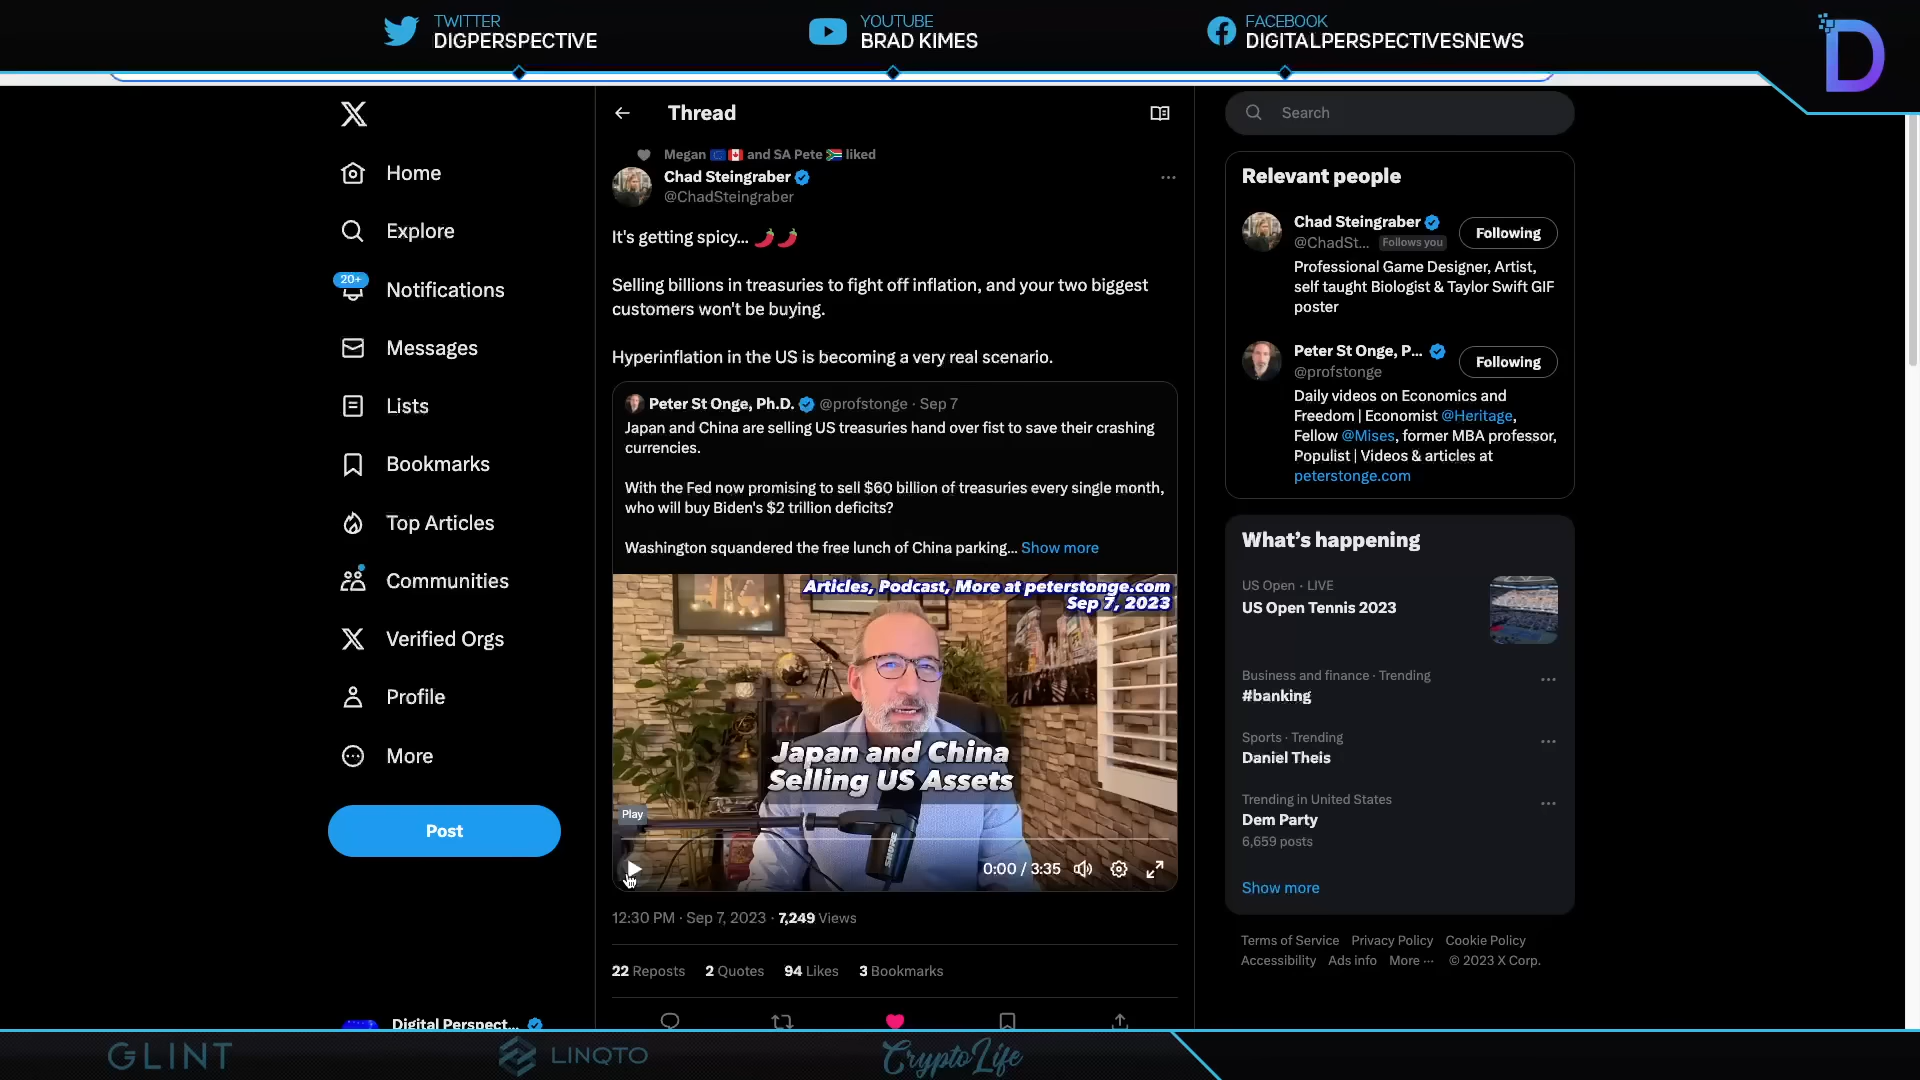 TWITTER
DIGPERSPECTIVE
YOUTUBE
BRAD KIMES
FACEBOOK
DIGITALPERSPECTIVESNEWS
D
Home
Explore
20+
Notifications
Messages
Lists
Bookmarks
Top Articles
Communities
Verified Orgs
Profile
More
Post
Digital Perspect...
Thread
Megan 🇪🇺🇨🇦 and SA Pete 🇿🇦 liked
Chad Steingraber
@ChadSteingraber
It's getting spicy... 🌶️🌶️
Selling billions in treasuries to fight off inflation, and your two biggest
customers won't be buying.
Hyperinflation in the US is becoming a very real scenario.
Peter St Onge, Ph.D. @profstonge · Sep 7
Japan and China are selling US treasuries hand over fist to save their crashing
currencies.
With the Fed now promising to sell $60 billion of treasuries every single month,
who will buy Biden's $2 trillion deficits?
Washington squandered the free lunch of China parking... Show more
Articles, Podcast, More at peterstonge.com
Sep 7, 2023
Japan and China
Selling US Assets
Play
SHURE
0:00 / 3:35
12:30 PM · Sep 7, 2023 · 7,249 Views
22 Reposts 2 Quotes 94 Likes 3 Bookmarks
Search
Relevant people
Chad Steingraber
@ChadSt... Follows you
Following
Professional Game Designer, Artist,
self taught Biologist & Taylor Swift GIF
poster
Peter St Onge, P...
@profstonge
Following
Daily videos on Economics and
Freedom | Economist @Heritage,
Fellow @Mises, former MBA professor,
Populist | Videos & articles at
peterstonge.com
What's happening
US Open · LIVE
US Open Tennis 2023
Business and finance · Trending
#banking
Sports · Trending
Daniel Theis
Trending in United States
Dem Party
6,659 posts
Show more
Terms of Service Privacy Policy Cookie Policy
Accessibility Ads info More ··· © 2023 X Corp.
GLINT
LINQTO
CryptoLife